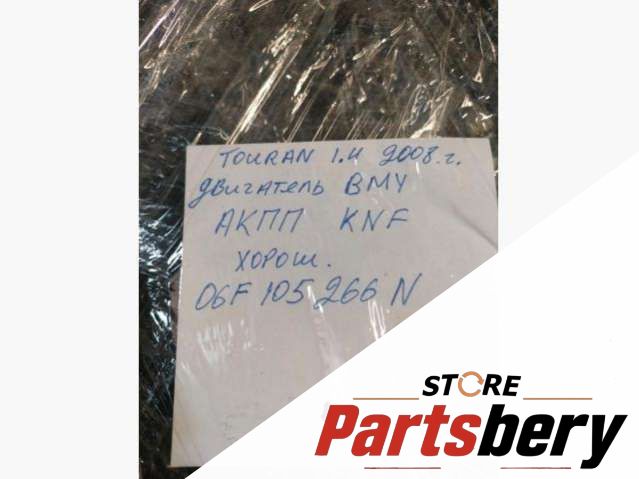 TOURAN 1.4 2008.г.
двигатель BMY
АКПП KNF
хорош.
06F 105 266 N
STORE
Partsbery